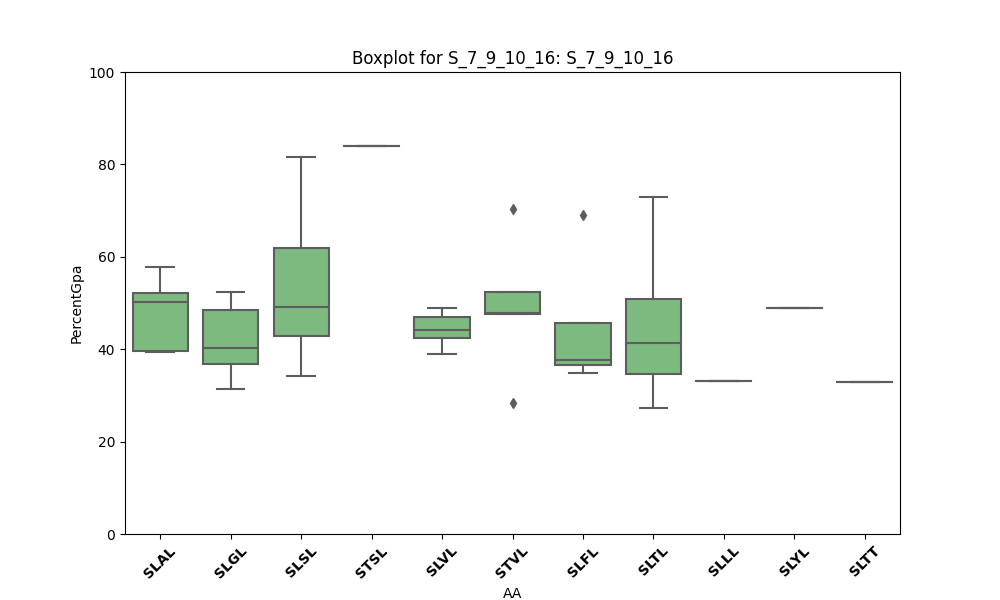 Boxplot for S_7_9_10_16: S_7_9_10_16
100
80
60
40
20
0
PercentGpa
SLAL
SLGL
SLSL
STSL
SLVL
STVL
SLFL
SLTL
SLLL
SLYL
SLTT
AA